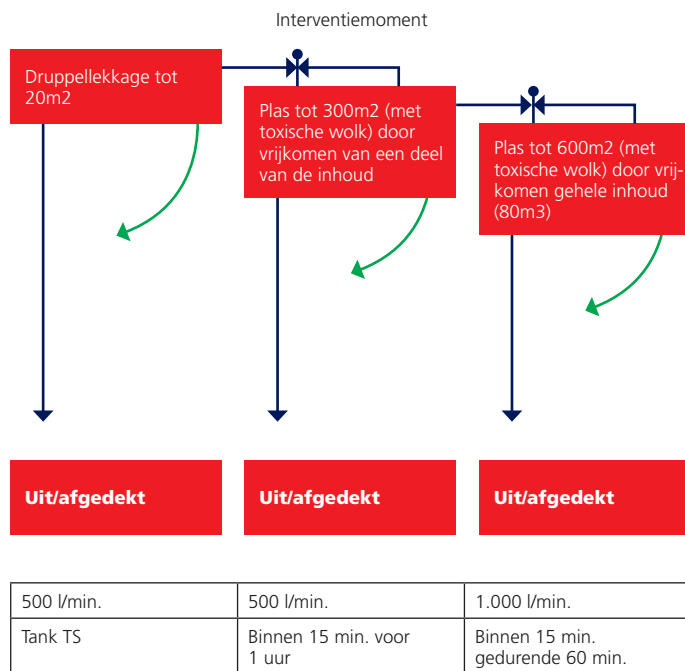 Interventiemoment
Druppellekkage tot
20m2
Plas tot 300m2 (met
toxische wolk) door
vrijkomen van een deel
van de inhoud
Plas tot 600m2 (met
toxische wolk) door vrij-
komen gehele inhoud
(80m3)
Uit/afgedekt
Uit/afgedekt
Uit/afgedekt
500 l/min.
500 l/min.
1.000 l/min.
Tank TS
Binnen 15 min. voor
1 uur
Binnen 15 min.
gedurende 60 min.